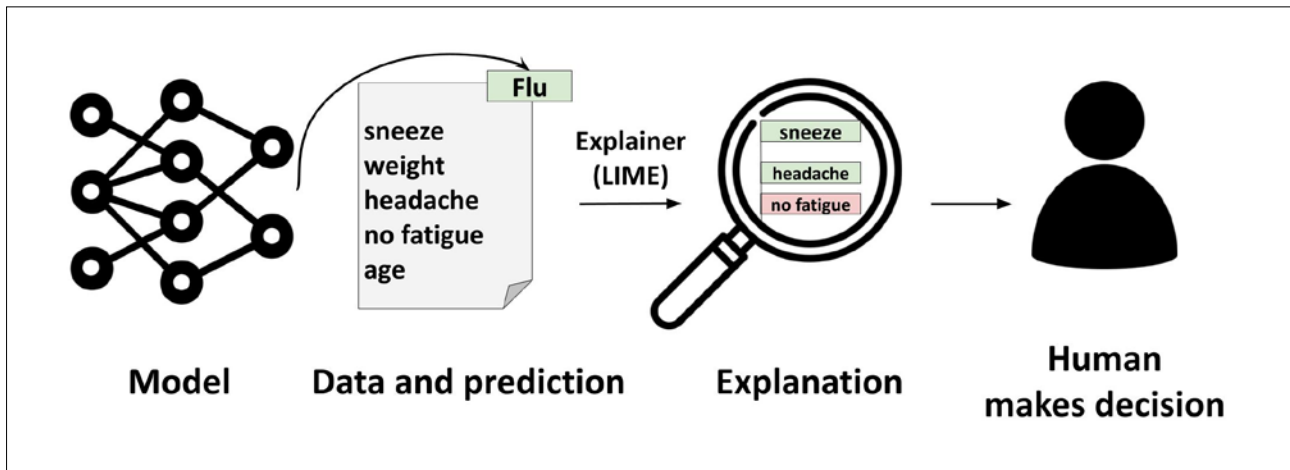 Flu
sneeze
weight
headache
no fatigue
age
Explainer
(LIME)
sneeze
headache
no fatigue
Model
Data and prediction
Explanation
Human
makes decision